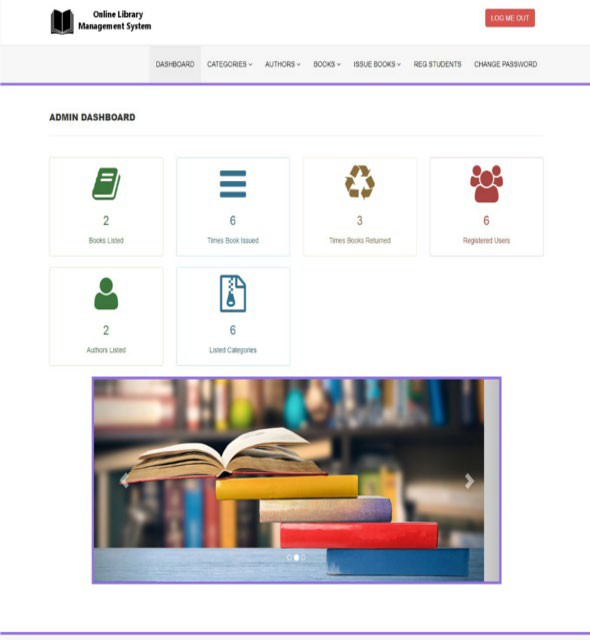 Online Library
Management System
LOG ME OUT
DASHBOARD CATEGORIES AUTHORS BOOKS ISSUE BOOKS REG STUDENTS CHANGE PASSWORD
ADMIN DASHBOARD
2
Books Listed
6
Times Book Issued
3
Times Books Returned
6
Registered Users
2
Authors Listed
6
Listed Categories